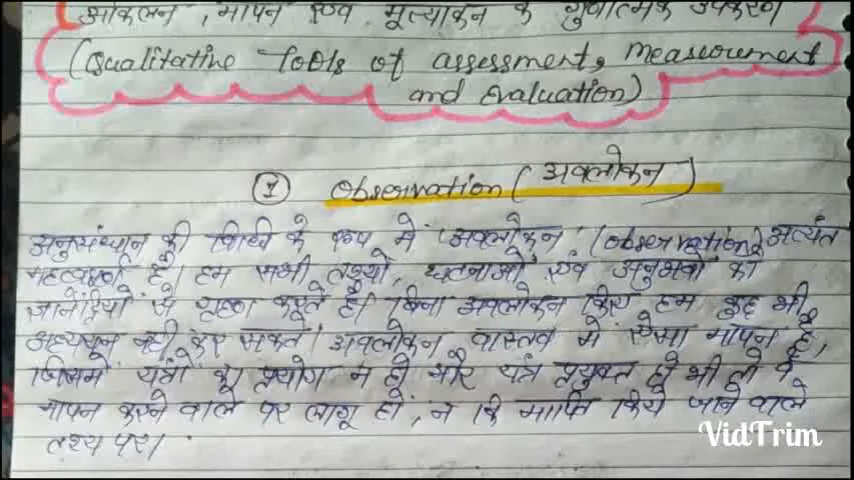 आकलन, मापन एवं मूल्यांकन के गुणात्मक उपकरण
(Qualitative Tools of assessment, measurement
and Evaluation)
① Observation (अवलोकन)
अनुसंधान की विधि के रूप में 'अवलोकन' (observation) अत्यंत
महत्वपूर्ण है। हम सभी तथ्यो, घटनाओं एवं अनुभवों को
ज्ञानेंद्रियों से ग्रहण करते है। बिना अवलोकन किए हम कुछ भी
अध्ययन नही कर सकते। अवलोकन वास्तव मे ऐसा मापन है,
जिसमे यंत्रों का प्रयोग न हो और यंत्र प्रयुक्त हो भी तो वे
मापन करने वाले पर लागू हो, न कि मापित किये जाने वाले
तथ्य पर।
VidTrim